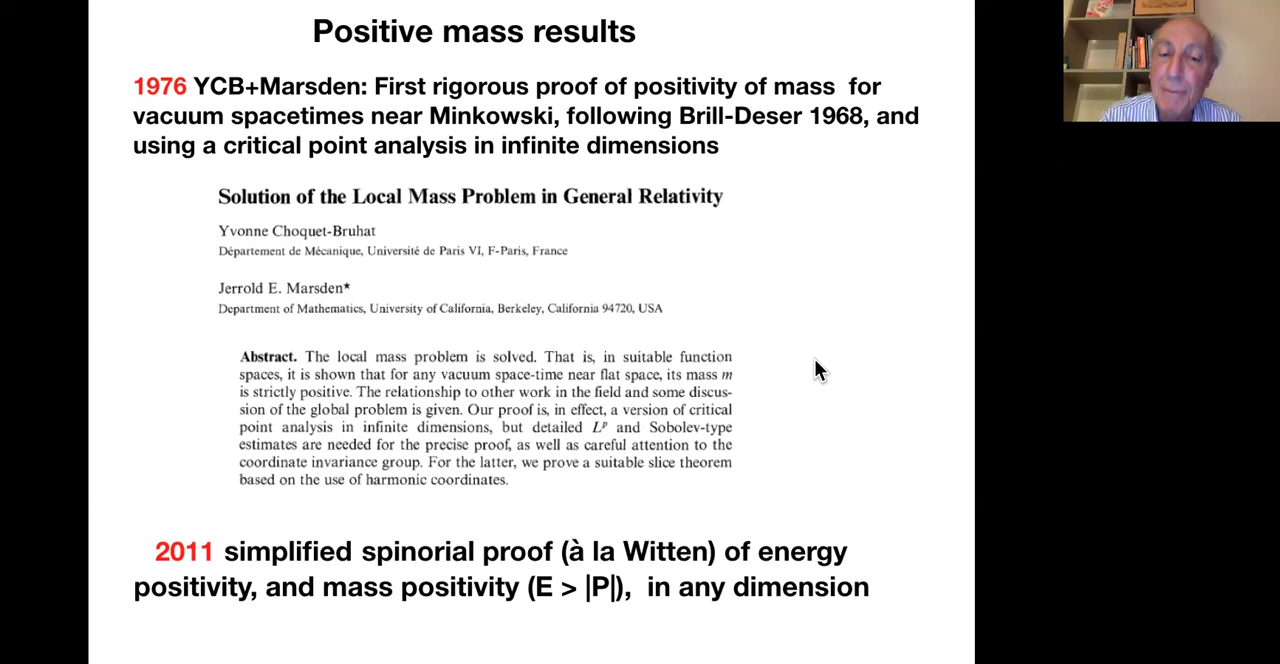 Positive mass results
1976 YCB+Marsden: First rigorous proof of positivity of mass for
vacuum spacetimes near Minkowski, following Brill-Deser 1968, and
using a critical point analysis in infinite dimensions
Solution of the Local Mass Problem in General Relativity
Yvonne Choquet-Bruhat
Département de Mécanique, Université de Paris VI, F-Paris, France
Jerrold E. Marsden*
Department of Mathematics, University of California, Berkeley, California 94720, USA
Abstract. The local mass problem is solved. That is, in suitable function
spaces, it is shown that for any vacuum space-time near flat space, its mass m
is strictly positive. The relationship to other work in the field and some discus-
sion of the global problem is given. Our proof is, in effect, a version of critical
point analysis in infinite dimensions, but detailed Lᵖ and Sobolev-type
estimates are needed for the precise proof, as well as careful attention to the
coordinate invariance group. For the latter, we prove a suitable slice theorem
based on the use of harmonic coordinates.
2011 simplified spinorial proof (à la Witten) of energy
positivity, and mass positivity (E > |P|), in any dimension